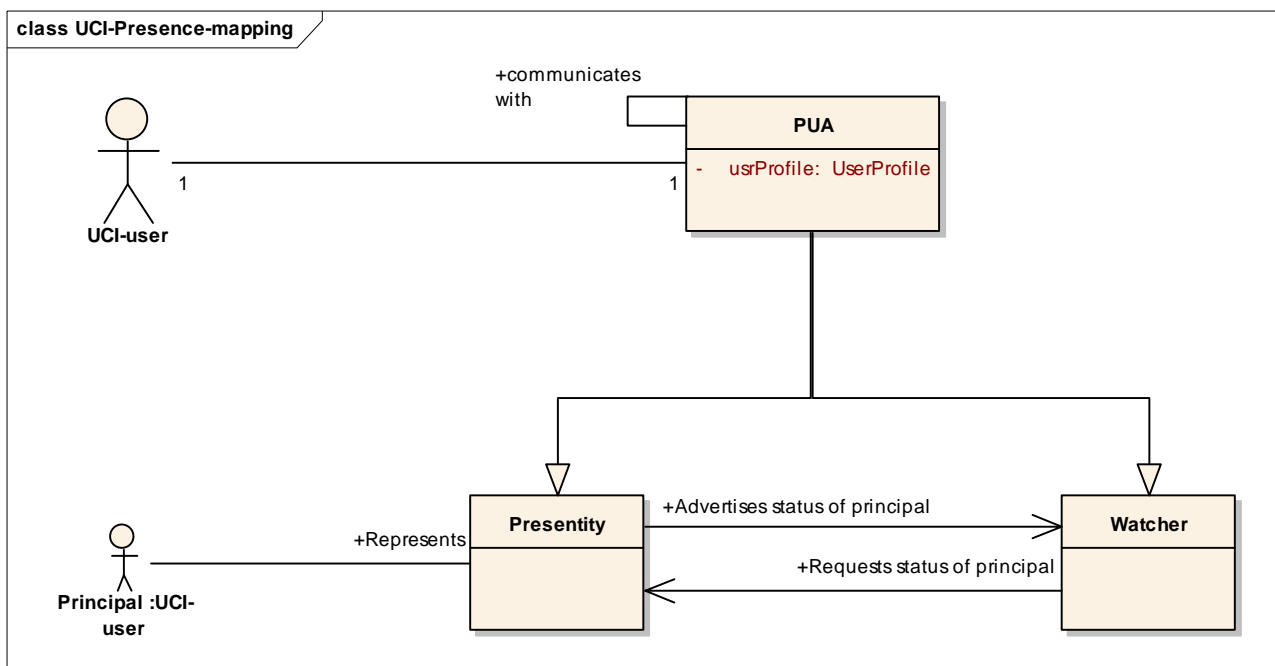 class UCI-Presence-mapping
+communicates
with
PUA
- usrProfile: UserProfile
1
1
UCI-user
Presentity
+Advertises status of principal
Watcher
+Represents
+Requests status of principal
Principal :UCI-
user